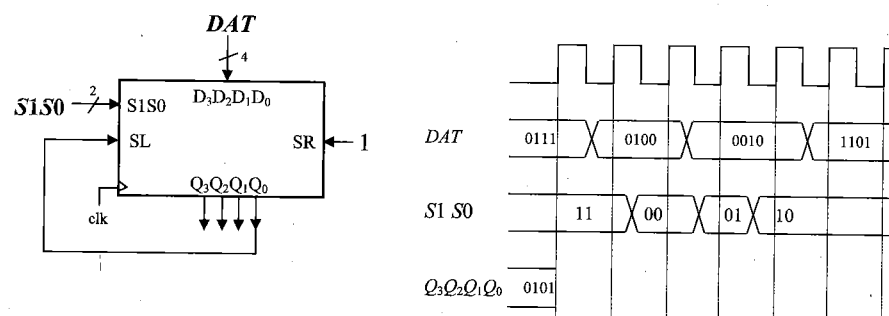 DAT
4
S1S0
2
S1S0
D₃D₂D₁D₀
SL
SR
1
Q₃Q₂Q₁Q₀
clk
DAT
0111
0100
0010
1101
S1 S0
11
00
01
10
Q₃Q₂Q₁Q₀
0101